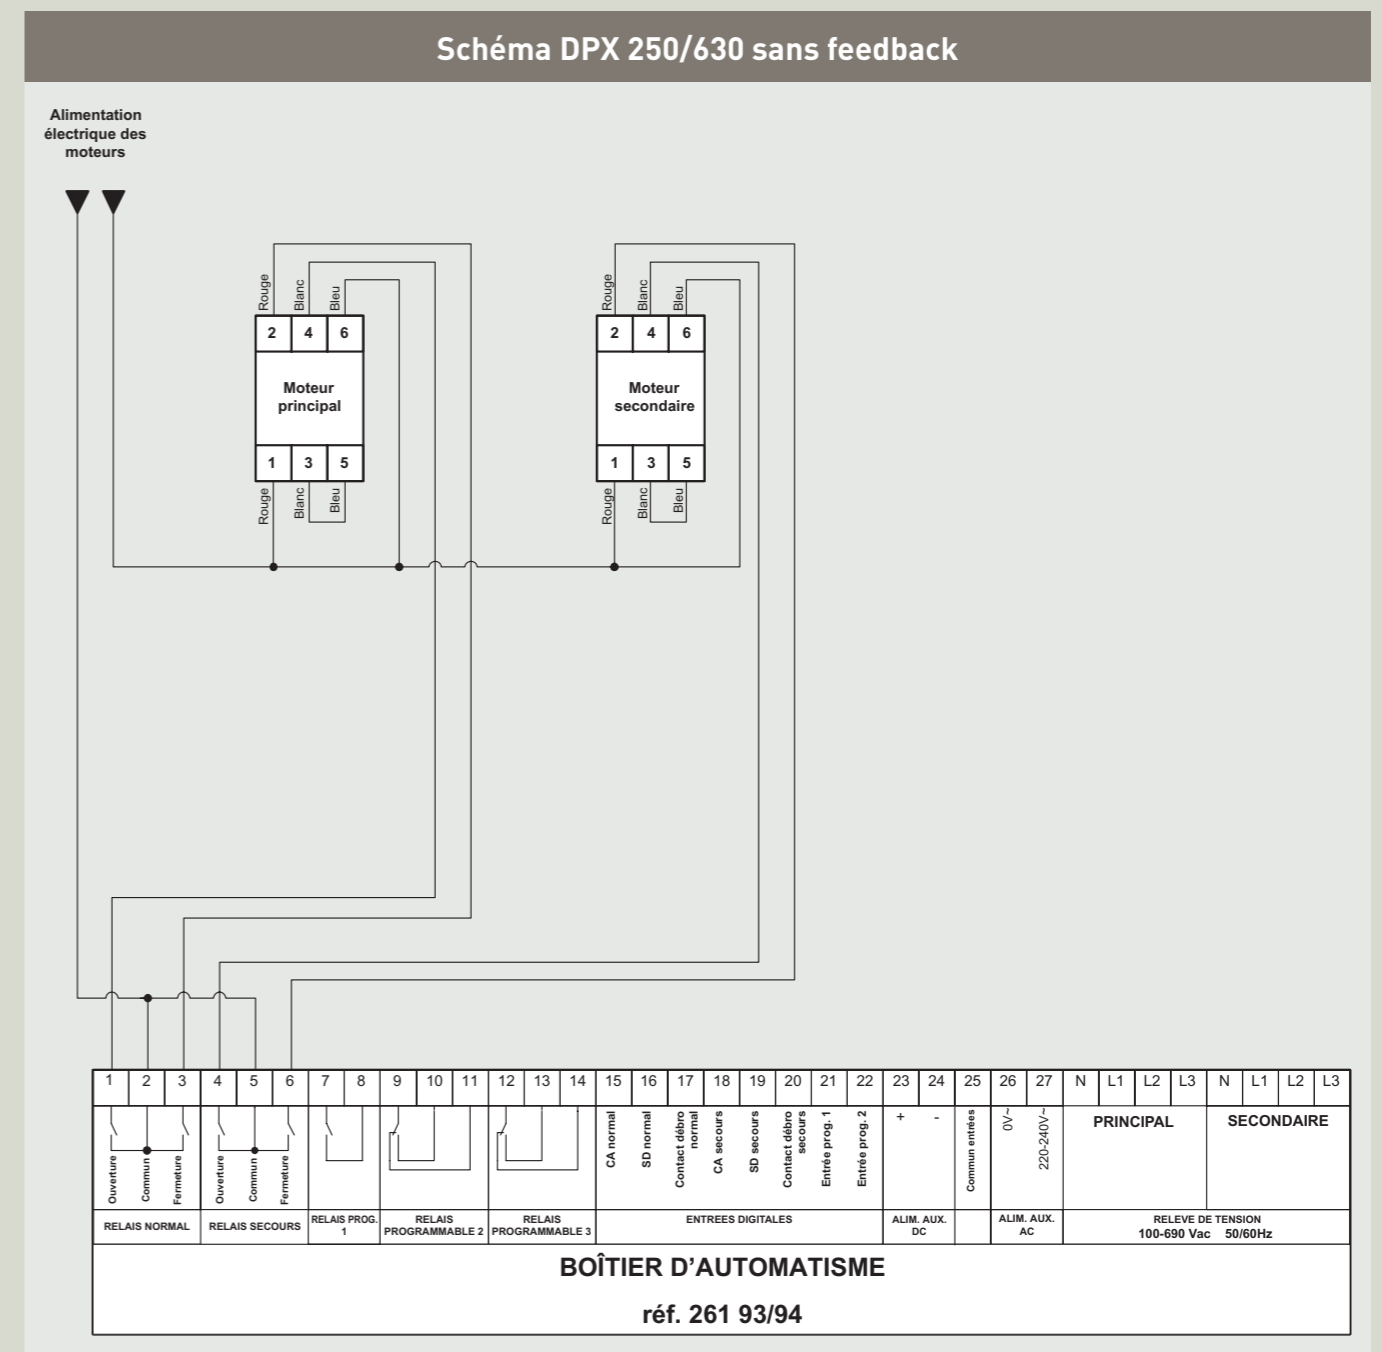 Schéma DPX 250/630 sans feedback
Alimentation
électrique des
moteurs
Rouge Blanc Bleu
2 4 6
Moteur
principal
1 3 5
Rouge Blanc Bleu
Rouge Blanc Bleu
2 4 6
Moteur
secondaire
1 3 5
Rouge Blanc Bleu
1 2 3 4 5 6 7 8 9 10 11 12 13 14 15 16 17 18 19 20 21 22 23 24 25 26 27 N L1 L2 L3 N L1 L2 L3
Ouverture
Commun
Fermeture
Ouverture
Commun
Fermeture
CA normal
SD normal
Contact débro
normal
CA secours
SD secours
Contact débro
secours
Entrée prog. 1
Entrée prog. 2
+ -
Commun entrées
0V~
220-240V~
PRINCIPAL
SECONDAIRE
RELAIS NORMAL
RELAIS SECOURS
RELAIS PROG.
1
RELAIS
PROGRAMMABLE 2
RELAIS
PROGRAMMABLE 3
ENTREES DIGITALES
ALIM. AUX.
DC
ALIM. AUX.
AC
RELEVE DE TENSION
100-690 Vac 50/60Hz
BOÎTIER D’AUTOMATISME
réf. 261 93/94